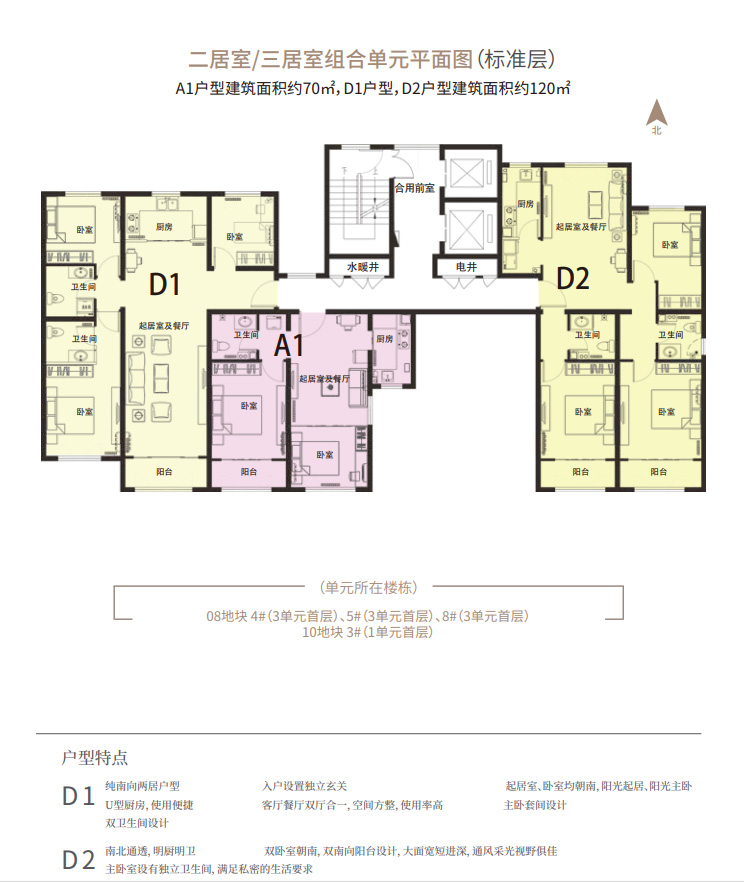 二居室/三居室组合单元平面图(标准层)
A1户型建筑面积约70㎡，D1户型，D2户型建筑面积约120㎡
北
下 上
合用前室
卧室
厨房
卧室
厨房
起居室及餐厅
卧室
水暖井
电井
D1
D2
卫生间
起居室及餐厅
卫生间
卫生间
A1
厨房
卫生间
卫生间
起居室及餐厅
卧室
卧室
卧室
卧室
卧室
阳台
阳台
阳台
阳台
(单元所在楼栋)
08地块 4#(3单元首层)、5#(3单元首层)、8#(3单元首层)
10地块 3#(1单元首层)
户型特点
D1
纯南向两居户型 入户设置独立玄关 起居室、卧室均朝南，阳光起居、阳光主卧
U型厨房，使用便捷 客厅餐厅双厅合一，空间方整，使用率高 主卧套间设计
双卫生间设计
D2
南北通透，明厨明卫 双卧室朝南，双南向阳台设计，大面宽短进深，通风采光视野俱佳
主卧室设有独立卫生间，满足私密的生活要求